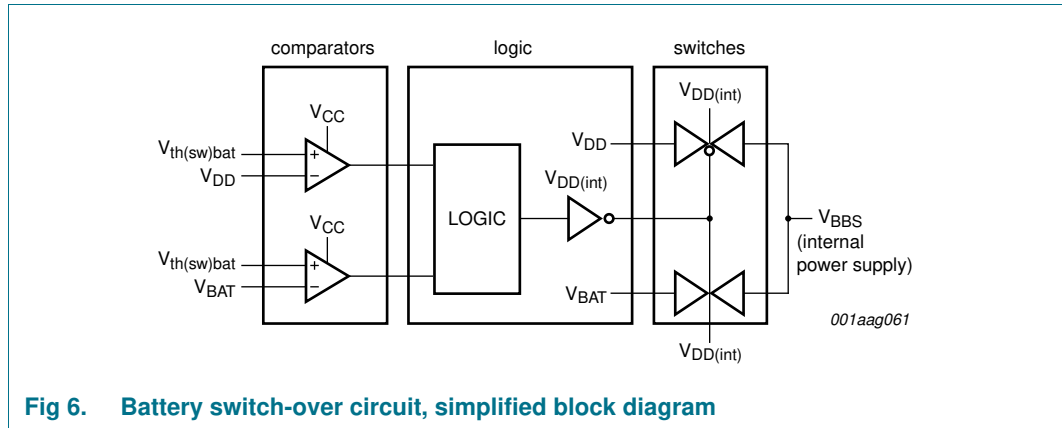 comparators
logic
switches
VCC
Vth(sw)bat
VDD
+
−
VCC
Vth(sw)bat
VBAT
+
−
LOGIC
VDD(int)
VDD
VBAT
VDD(int)
VDD(int)
VBBS
(internal
power supply)
001aag061
Fig 6. Battery switch-over circuit, simplified block diagram